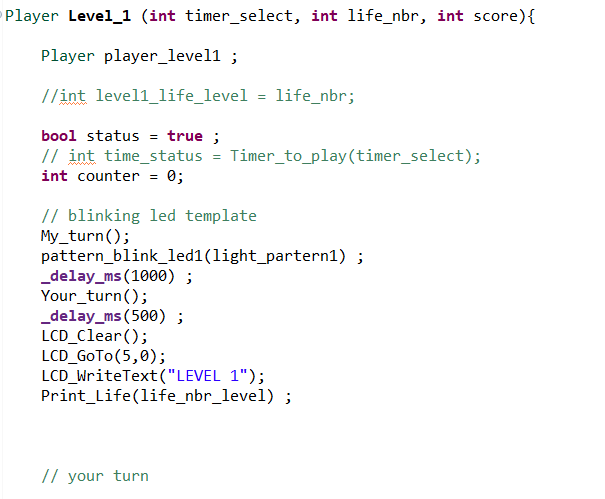 Player Level_1 (int timer_select, int life_nbr, int score){
Player player_level1 ;
//int level1_life_level = life_nbr;
bool status = true ;
// int time_status = Timer_to_play(timer_select);
int counter = 0;
// blinking led template
My_turn();
pattern_blink_led1(light_partern1) ;
_delay_ms(1000) ;
Your_turn();
_delay_ms(500) ;
LCD_Clear();
LCD_GoTo(5,0);
LCD_WriteText("LEVEL 1");
Print_Life(life_nbr_level) ;
// your turn